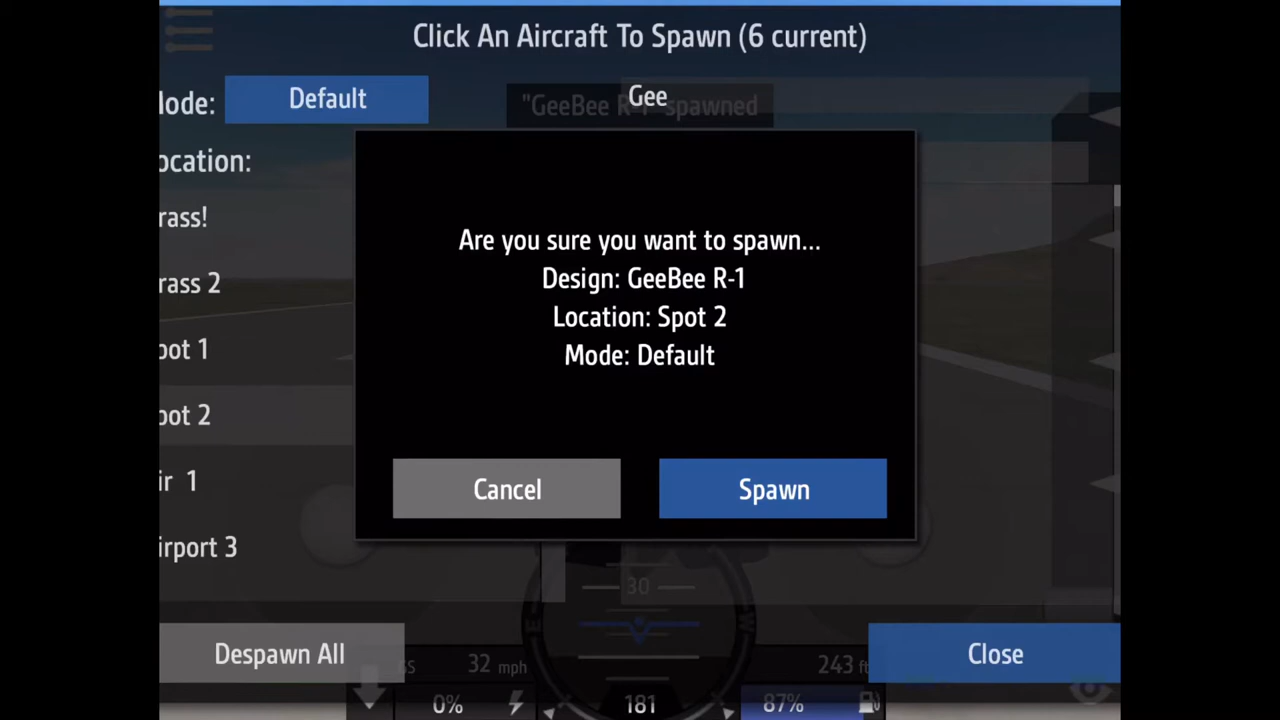 Click An Aircraft To Spawn (6 current)
lode: Default
"GeeBee R-1" spawned
Gee
ocation:
rass!
rass 2
pot 1
pot 2
ir 1
irport 3
Are you sure you want to spawn...
Design: GeeBee R-1
Location: Spot 2
Mode: Default
Cancel
Spawn
30
E
W
Despawn All
Close
GS 32 mph
243 ft
0%
181
87%